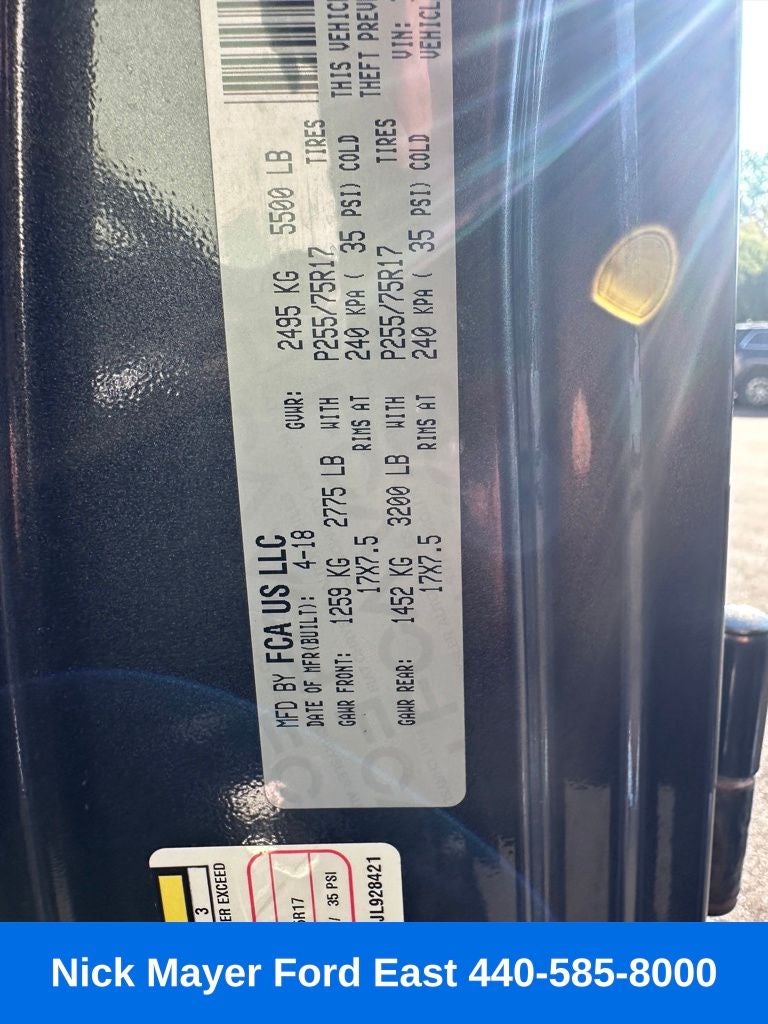 MFD BY FCA US LLC
DATE OF MFR(BUILT): 4-18 GVWR: 2495 KG 5500 LB
GAWR FRONT: 1259 KG 2775 LB WITH P255/75R17 TIRES
17X7.5 RIMS AT 240 KPA ( 35 PSI) COLD
GAWR REAR: 1452 KG 3200 LB WITH P255/75R17 TIRES
17X7.5 RIMS AT 240 KPA ( 35 PSI) COLD
THIS VEHIC
THEFT PREV
VIN:
VEHICL
3
ER EXCEED
5R17
/ 35 PSI
JL928421
Nick Mayer Ford East 440-585-8000